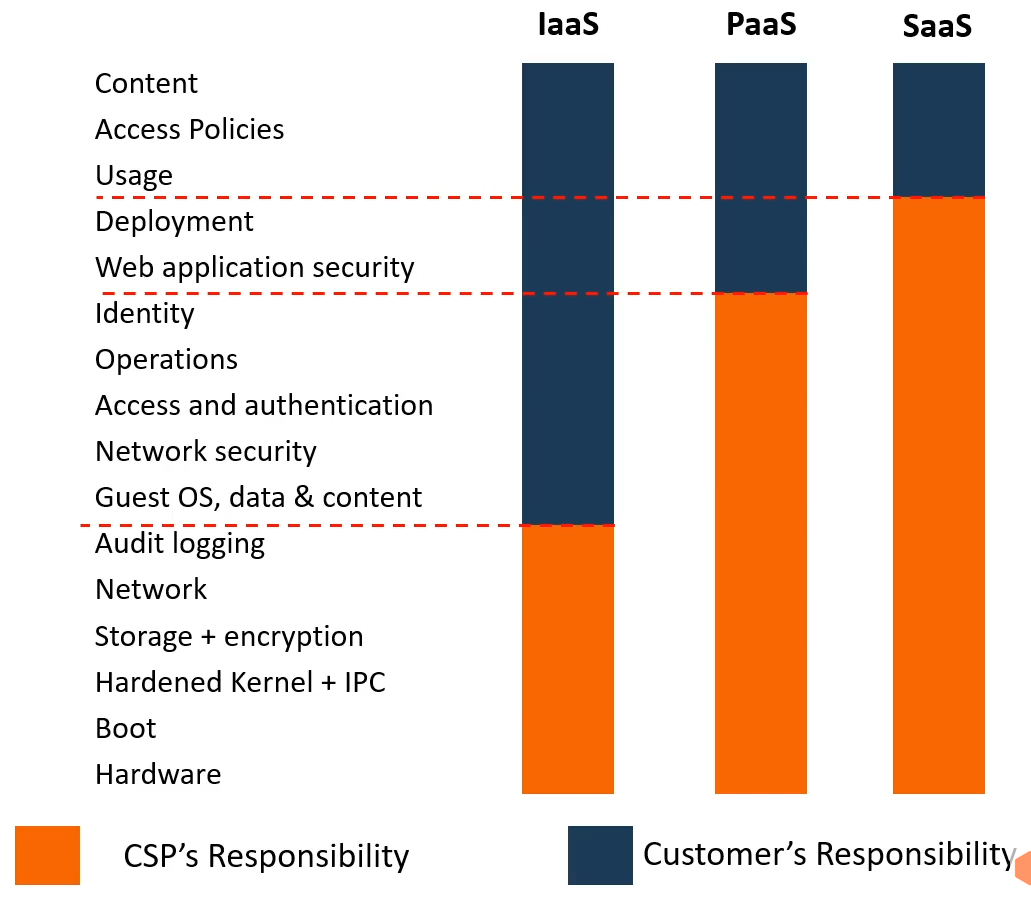 IaaS PaaS SaaS
Content
Access Policies
Usage
Deployment
Web application security
Identity
Operations
Access and authentication
Network security
Guest OS, data & content
Audit logging
Network
Storage + encryption
Hardened Kernel + IPC
Boot
Hardware
CSP’s Responsibility Customer’s Responsibility